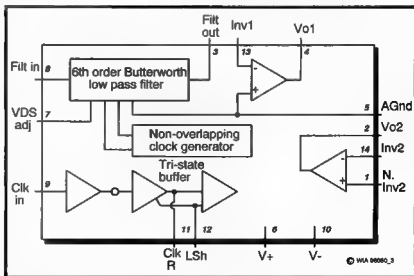 Filt out
Inv1
Vo1
3
13
4
Filt in
8
6th order Butterworth low pass filter
-
+
5
AGnd
VDS adj
7
2
Vo2
Non-overlapping clock generator
14
Inv2
-
+
1
N. Inv2
Tri-state buffer
Clk in
9
11
12
6
10
Clk R
LSh
V+
V-